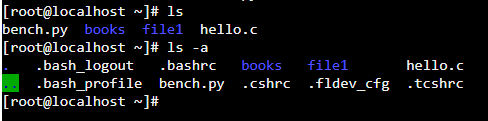 [root@localhost ~]# ls
bench.py books file1 hello.c
[root@localhost ~]# ls -a
. .bash_logout .bashrc books file1 hello.c
.. .bash_profile bench.py .cshrc .fldev_cfg .tcshrc
[root@localhost ~]#